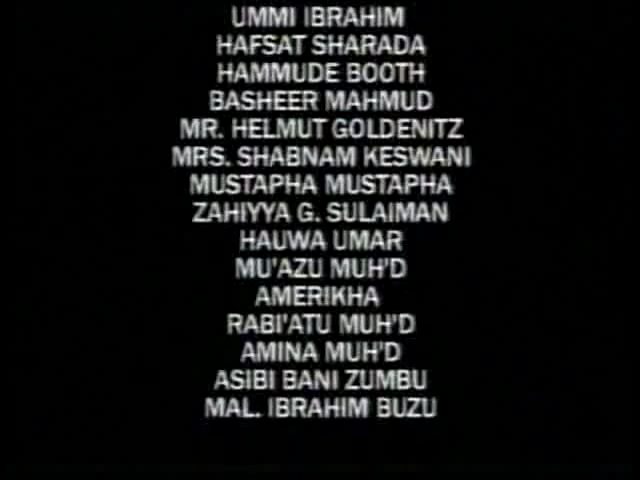 UMMI IBRAHIM
HAFSAT SHARADA
HAMMUDE BOOTH
BASHEER MAHMUD
MR. HELMUT GOLDENITZ
MRS. SHABNAM KESWANI
MUSTAPHA MUSTAPHA
ZAHIYYA G. SULAIMAN
HAUWA UMAR
MU'AZU MUH'D
AMERIKHA
RABI'ATU MUH'D
AMINA MUH'D
ASIBI BANI ZUMBU
MAL. IBRAHIM BUZU